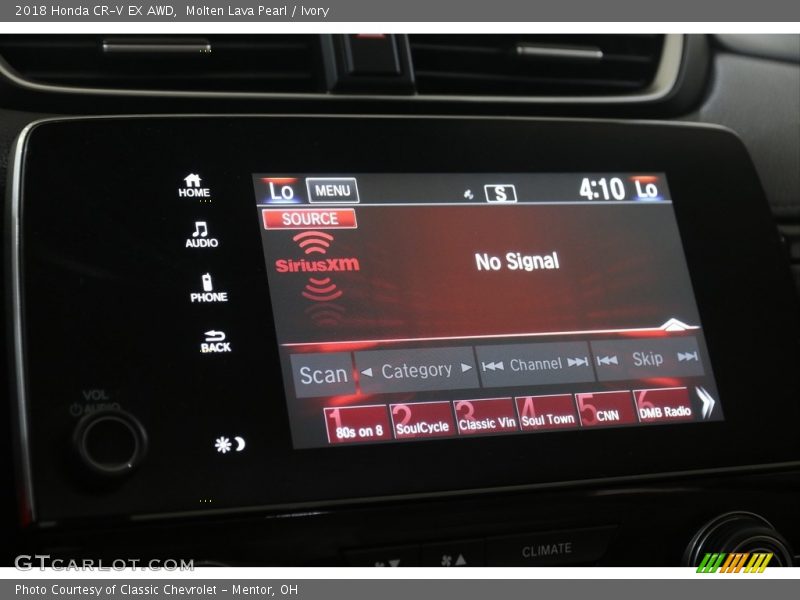 2018 Honda CR-V EX AWD, Molten Lava Pearl / Ivory
HOME
AUDIO
PHONE
BACK
VOL
AUDIO
Lo MENU S 4:10 Lo
SOURCE
SiriusXM
No Signal
Scan Category Channel Skip
1 80s on 8
2 SoulCycle
3 Classic Vin
4 Soul Town
5 CNN
6 DMB Radio
CLIMATE
GTCARLOT.COM
Photo Courtesy of Classic Chevrolet - Mentor, OH